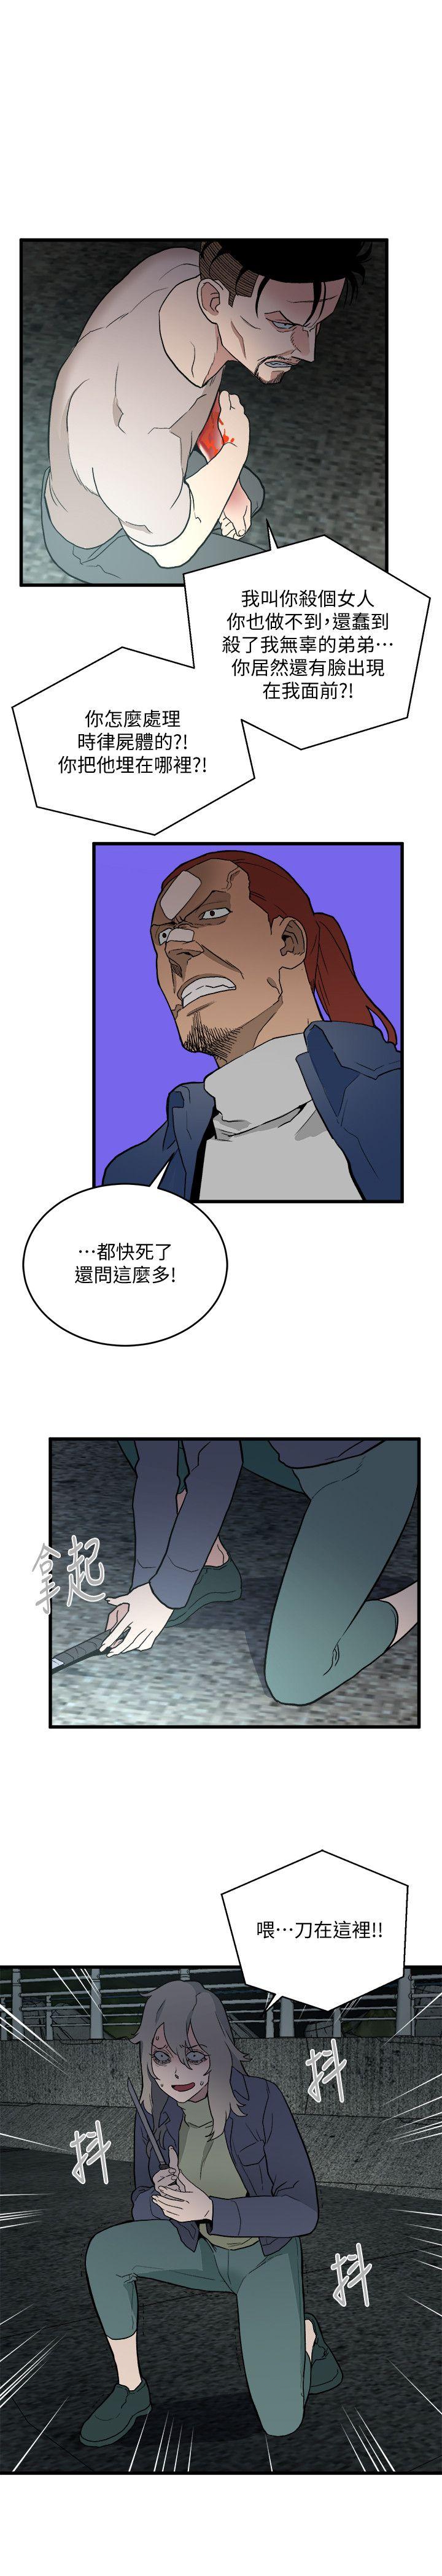 我叫你殺個女人
你也做不到，還蠢到
殺了我無辜的弟弟⋯
你居然還有臉出現
在我面前?!
你怎麼處理
時律屍體的?!
你把他埋在哪裡?!
⋯都快死了
還問這麼多!
拿起
喂⋯刀在這裡!!
抖
抖
抖